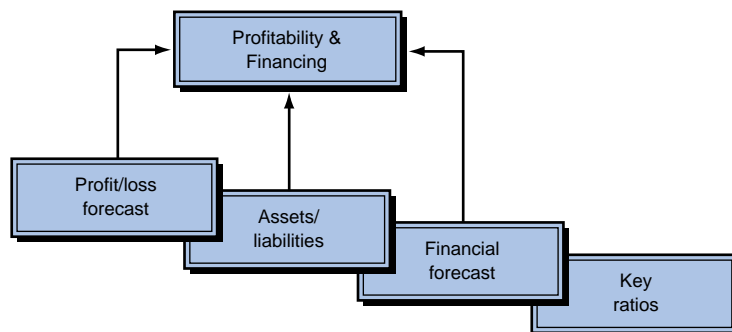 Profitability &
Financing
Profit/loss
forecast
Assets/
liabilities
Financial
forecast
Key
ratios